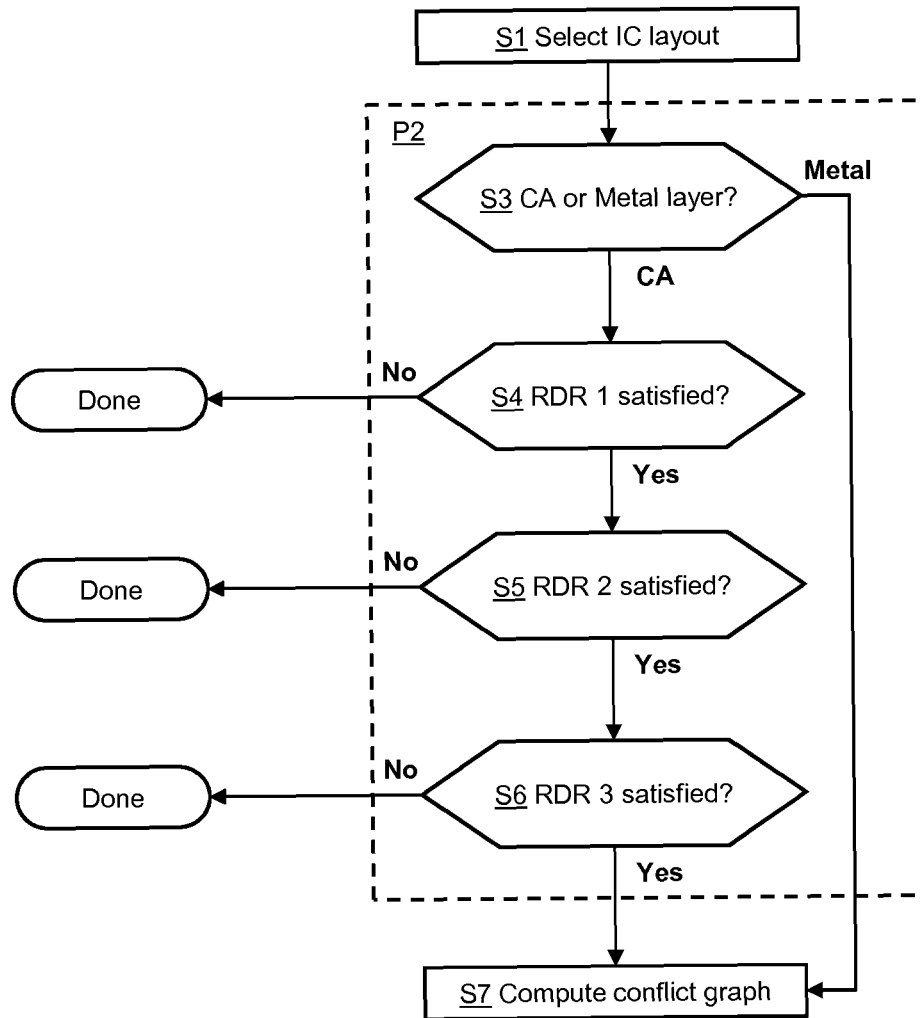 S1 Select IC layout
P2
Metal
S3 CA or Metal layer?
CA
No
Done
S4 RDR 1 satisfied?
Yes
No
Done
S5 RDR 2 satisfied?
Yes
No
Done
S6 RDR 3 satisfied?
Yes
S7 Compute conflict graph